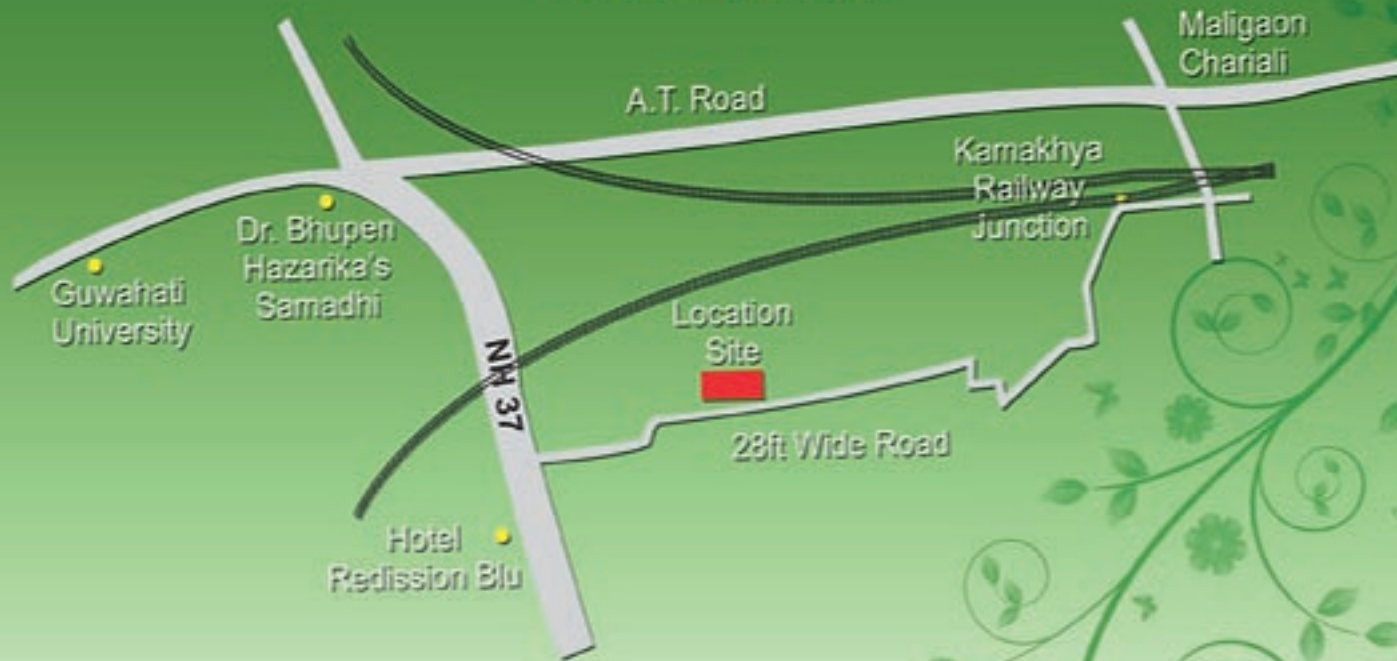 Maligaon
Chariali
A.T. Road
Kamakhya
Railway
Junction
Dr. Bhupen
Hazarika's
Samadhi
Guwahati
University
Location
Site
NH 37
28ft Wide Road
Hotel
Redission Blu